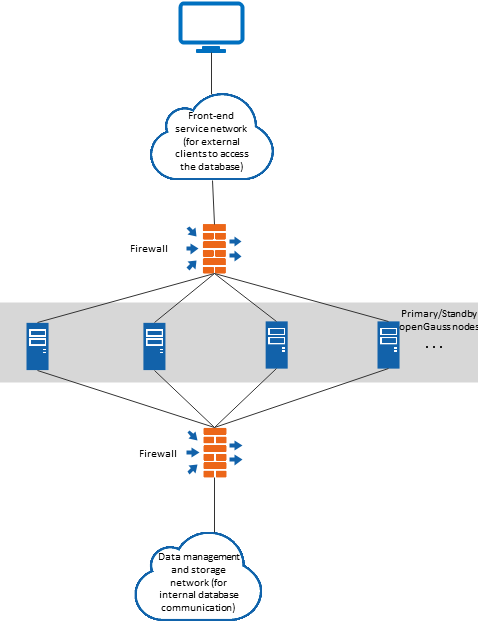 Front-end
service network
(for external
clients to access
the database)
Firewall
Primary/Standby
openGauss nodes
...
Firewall
Data management
and storage
network (for
internal database
communication)